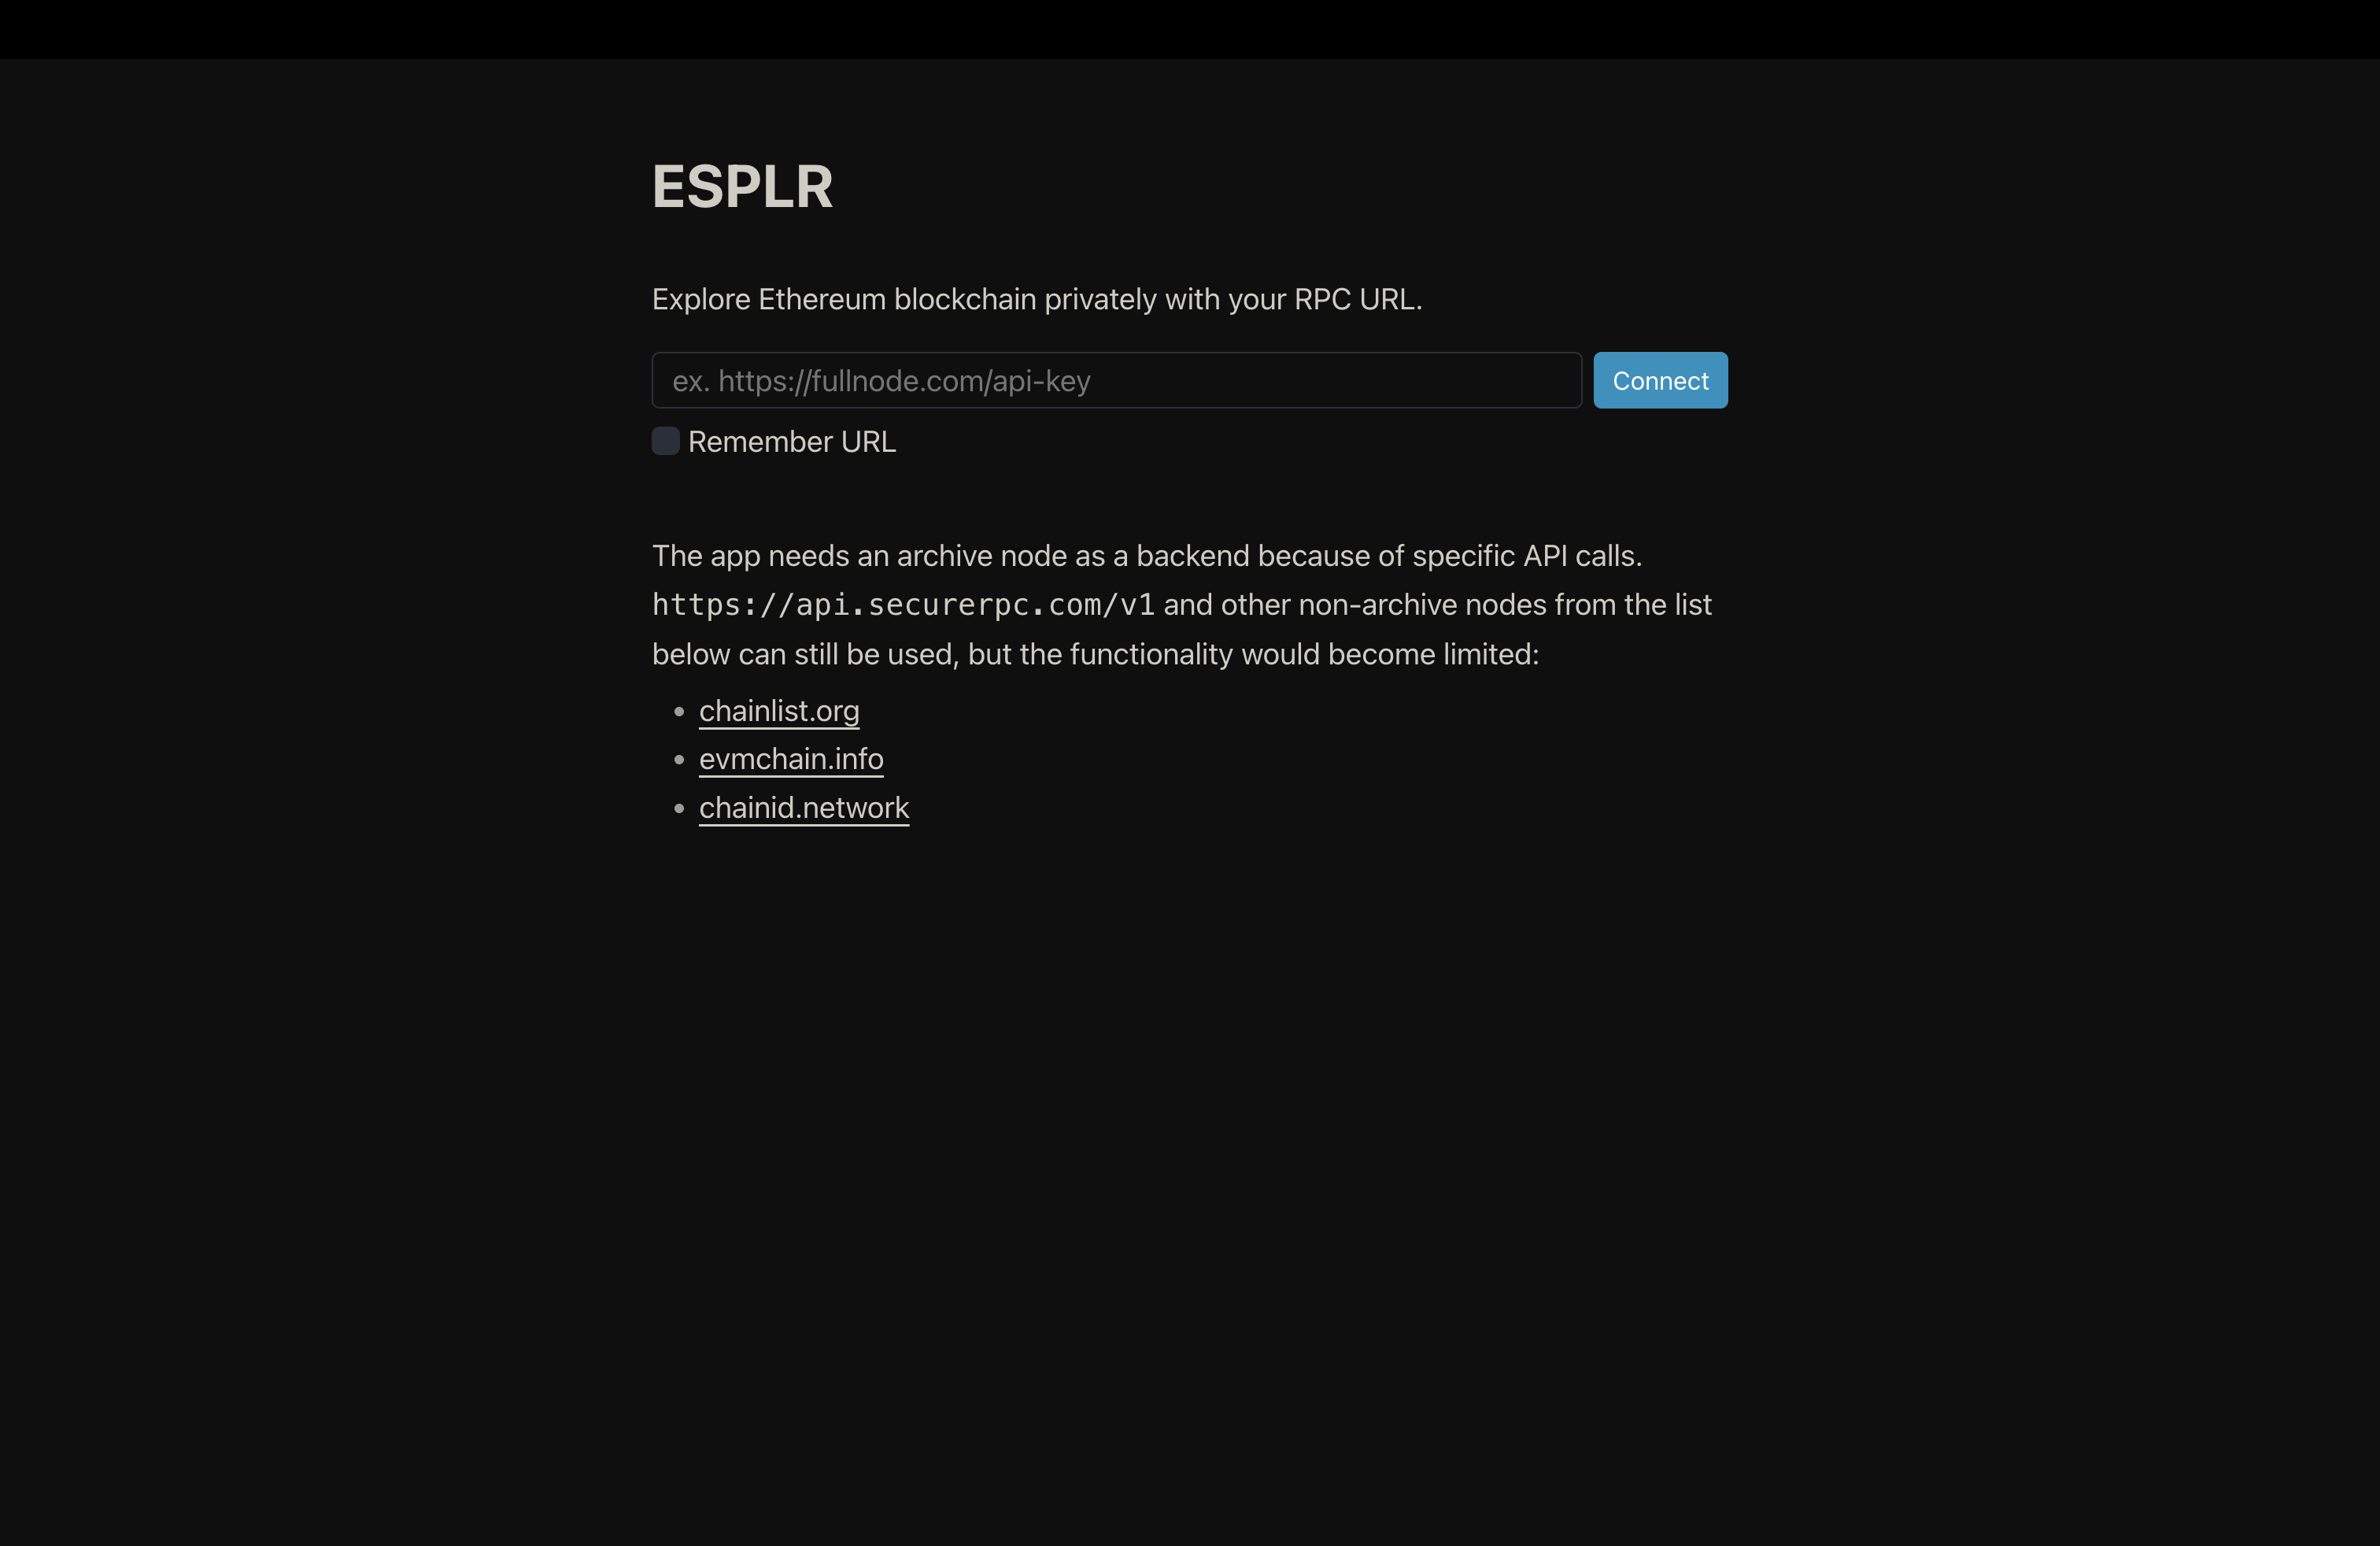 ESPLR
Explore Ethereum blockchain privately with your RPC URL.
ex. https://fullnode.com/api-key
Connect
Remember URL
The app needs an archive node as a backend because of specific API calls.
https://api.securerpc.com/v1 and other non-archive nodes from the list
below can still be used, but the functionality would become limited:
chainlist.org
evmchain.info
chainid.network